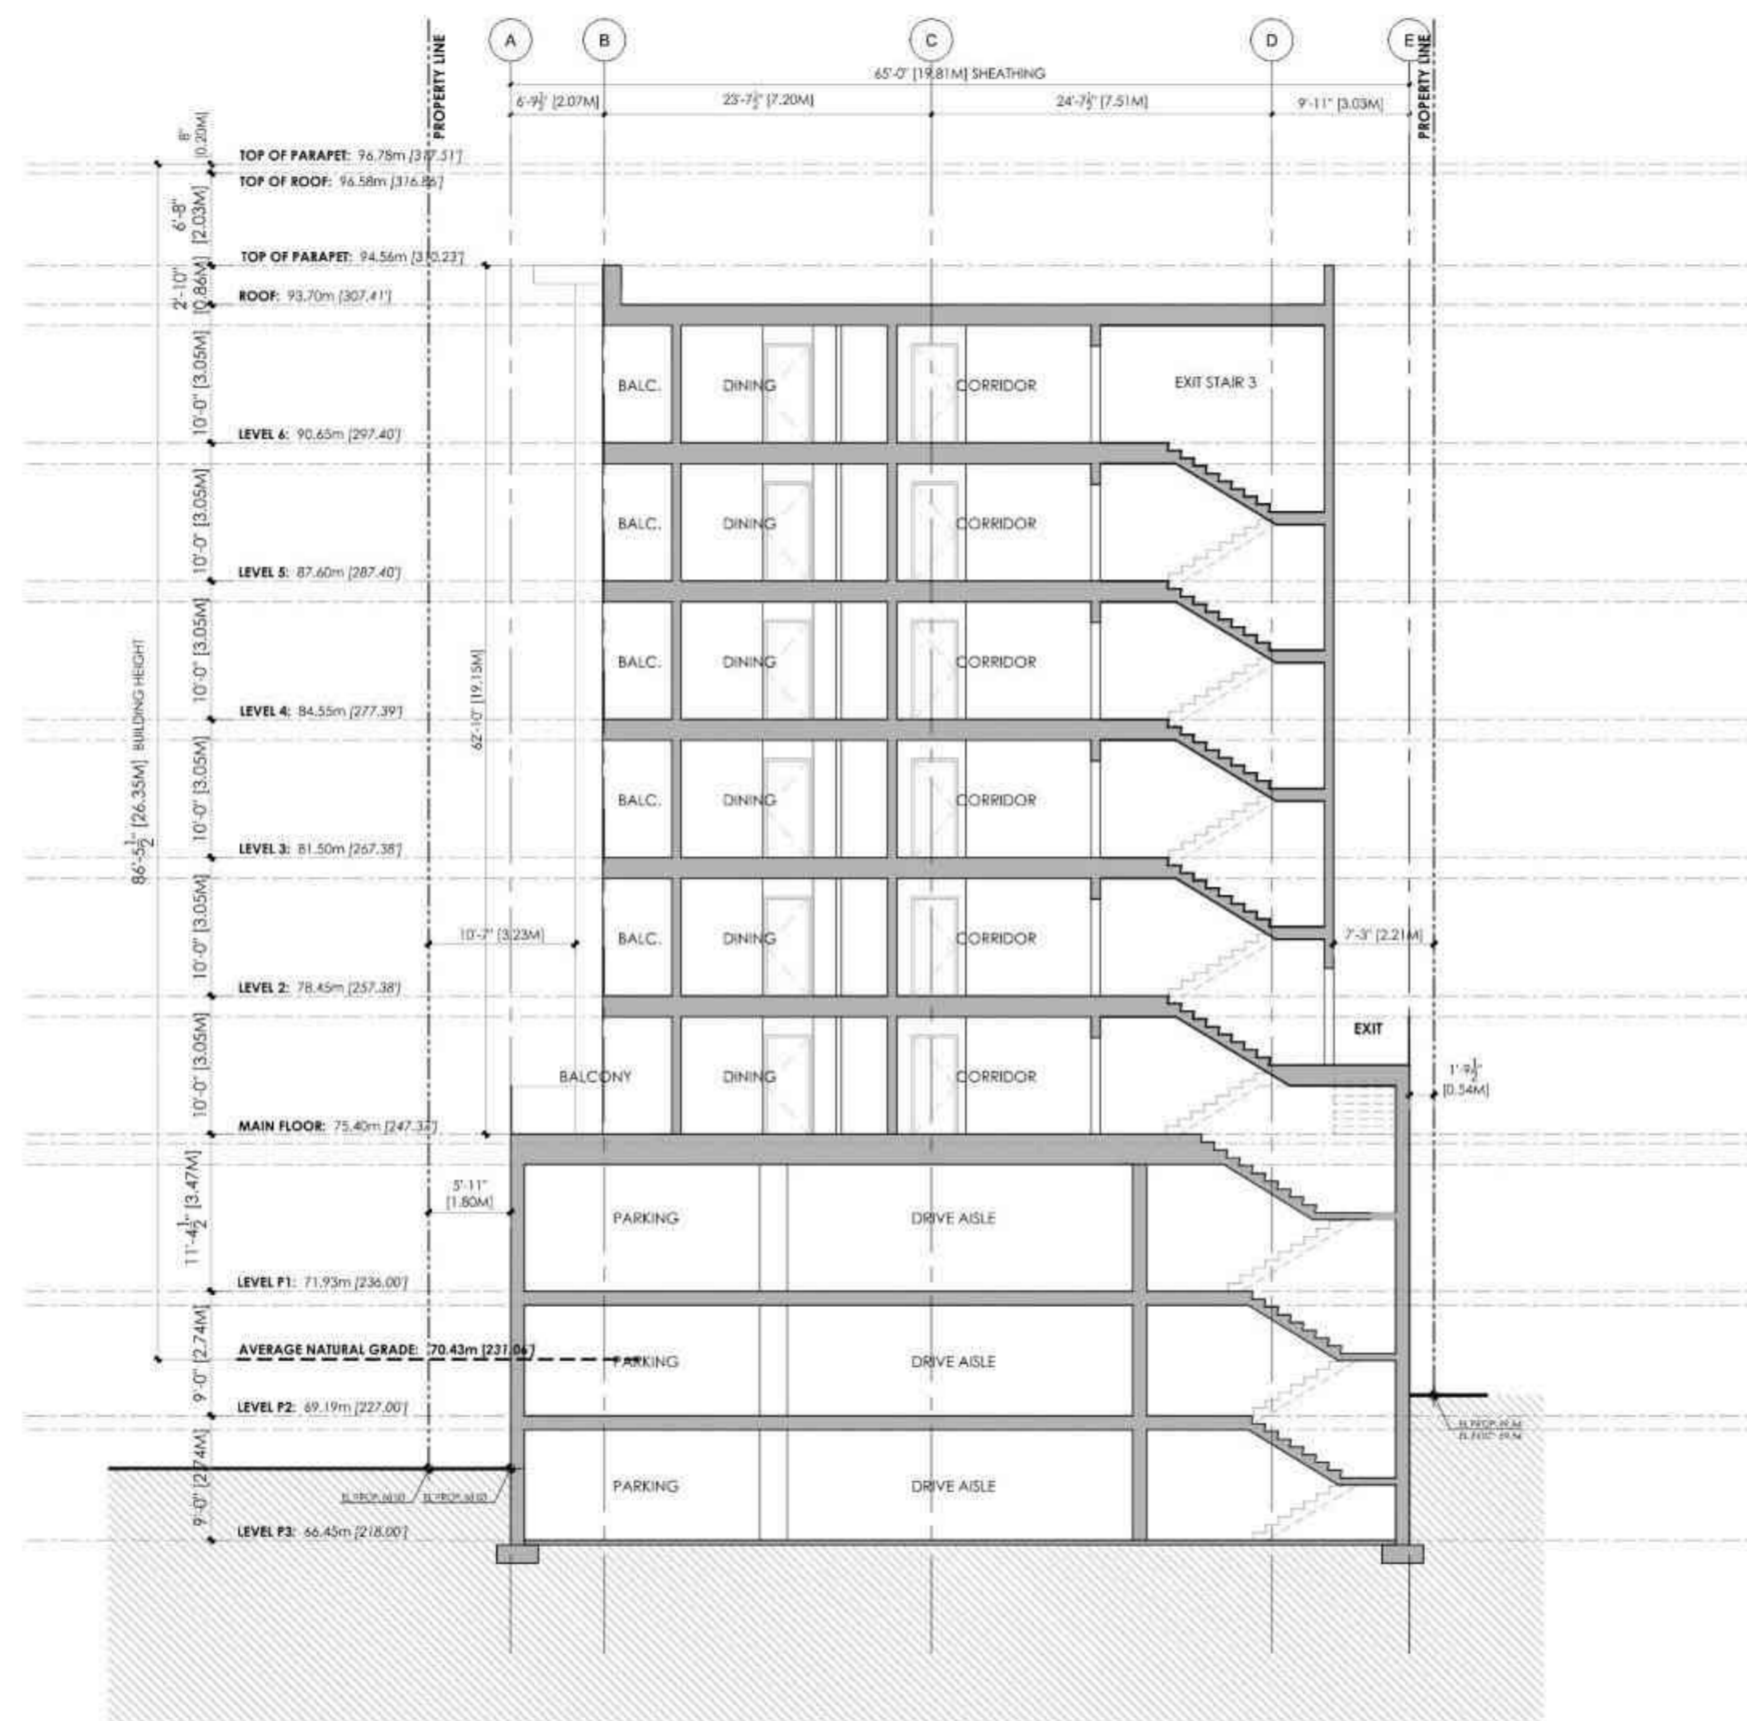 A
B
C
D
E
PROPERTY LINE
PROPERTY LINE
65'-0" [19.81M] SHEATHING
6'-9½" [2.07M]
23'-7½" [7.20M]
24'-7½" [7.51M]
9'-11" [3.03M]
8"
[0.20M]
TOP OF PARAPET: 96.78m [317.51']
TOP OF ROOF: 96.58m [316.86']
6'-8"
[2.03M]
TOP OF PARAPET: 94.56m [310.23']
2'-10"
[0.86M]
ROOF: 93.70m [307.41']
10'-0" [3.05M]
BALC.
DINING
CORRIDOR
EXIT STAIR 3
LEVEL 6: 90.65m [297.40']
10'-0" [3.05M]
BALC.
DINING
CORRIDOR
LEVEL 5: 87.60m [287.40']
10'-0" [3.05M]
BALC.
DINING
CORRIDOR
86'-5½" [26.35M] BUILDING HEIGHT
62'-10" [19.15M]
LEVEL 4: 84.55m [277.39']
10'-0" [3.05M]
BALC.
DINING
CORRIDOR
LEVEL 3: 81.50m [267.38']
10'-0" [3.05M]
10'-7" [3.23M]
BALC.
DINING
CORRIDOR
7'-3" [2.21M]
LEVEL 2: 78.45m [257.38']
10'-0" [3.05M]
EXIT
BALCONY
DINING
CORRIDOR
1'-9½"
[0.54M]
MAIN FLOOR: 75.40m [247.37']
11'-4½" [3.47M]
5'-11"
[1.80M]
PARKING
DRIVE AISLE
LEVEL P1: 71.93m [236.00']
9'-0" [2.74M]
AVERAGE NATURAL GRADE: 70.43m [231.06']
PARKING
DRIVE AISLE
LEVEL P2: 69.19m [227.00']
9'-0" [2.74M]
PARKING
DRIVE AISLE
LEVEL P3: 66.45m [218.00']